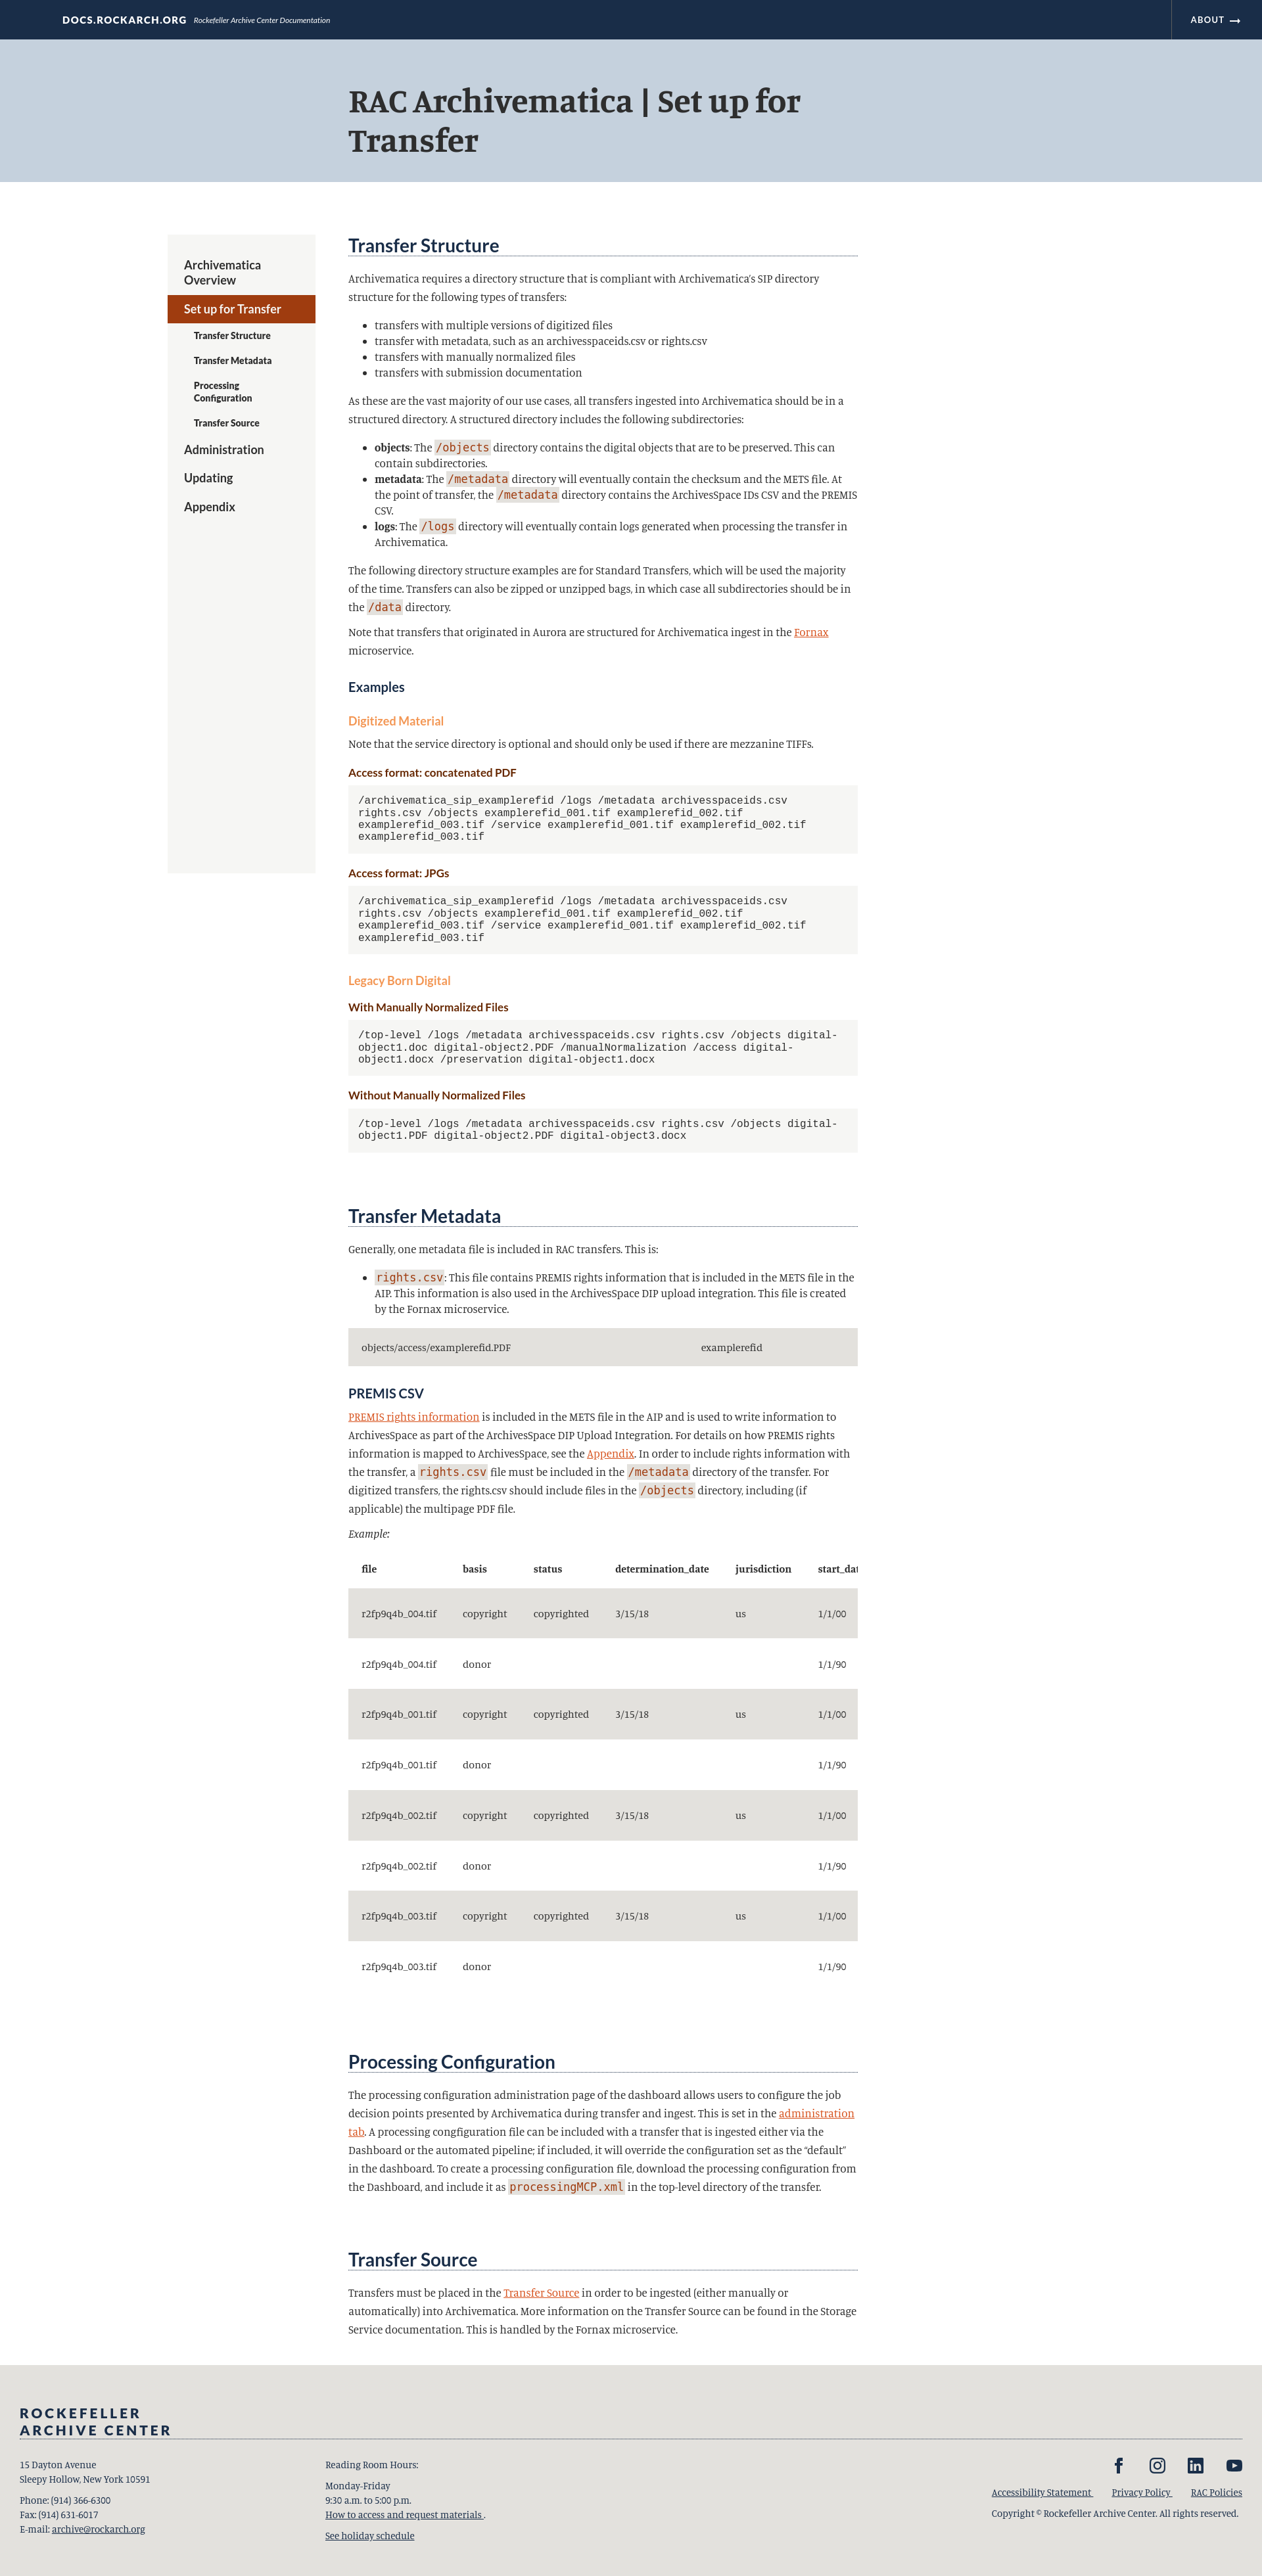 DOCS.ROCKARCH.ORG Rockefeller Archive Center Documentation ABOUT →
RAC Archivematica | Set up for
Transfer
Archivematica
Overview
Set up for Transfer
Transfer Structure
Transfer Metadata
Processing
Configuration
Transfer Source
Administration
Updating
Appendix
Transfer Structure
Archivematica requires a directory structure that is compliant with Archivematica's SIP directory
structure for the following types of transfers:
• transfers with multiple versions of digitized files
• transfer with metadata, such as an archivesspaceids.csv or rights.csv
• transfers with manually normalized files
• transfers with submission documentation
As these are the vast majority of our use cases, all transfers ingested into Archivematica should be in a
structured directory. A structured directory includes the following subdirectories:
• objects: The /objects directory contains the digital objects that are to be preserved. This can
contain subdirectories.
• metadata: The /metadata directory will eventually contain the checksum and the METS file. At
the point of transfer, the /metadata directory contains the ArchivesSpace IDs CSV and the PREMIS
CSV.
• logs: The /logs directory will eventually contain logs generated when processing the transfer in
Archivematica.
The following directory structure examples are for Standard Transfers, which will be used the majority
of the time. Transfers can also be zipped or unzipped bags, in which case all subdirectories should be in
the /data directory.
Note that transfers that originated in Aurora are structured for Archivematica ingest in the Fornax
microservice.
Examples
Digitized Material
Note that the service directory is optional and should only be used if there are mezzanine TIFFs.
Access format: concatenated PDF
/archivematica_sip_examplerefid /logs /metadata archivesspaceids.csv
rights.csv /objects examplerefid_001.tif examplerefid_002.tif
examplerefid_003.tif /service examplerefid_001.tif examplerefid_002.tif
examplerefid_003.tif
Access format: JPGs
/archivematica_sip_examplerefid /logs /metadata archivesspaceids.csv
rights.csv /objects examplerefid_001.tif examplerefid_002.tif
examplerefid_003.tif /service examplerefid_001.tif examplerefid_002.tif
examplerefid_003.tif
Legacy Born Digital
With Manually Normalized Files
/top-level /logs /metadata archivesspaceids.csv rights.csv /objects digital-
object1.doc digital-object2.PDF /manualNormalization /access digital-
object1.docx /preservation digital-object1.docx
Without Manually Normalized Files
/top-level /logs /metadata archivesspaceids.csv rights.csv /objects digital-
object1.PDF digital-object2.PDF digital-object3.docx
Transfer Metadata
Generally, one metadata file is included in RAC transfers. This is:
• rights.csv: This file contains PREMIS rights information that is included in the METS file in the
AIP. This information is also used in the ArchivesSpace DIP upload integration. This file is created
by the Fornax microservice.
objects/access/examplerefid.PDF examplerefid
PREMIS CSV
PREMIS rights information is included in the METS file in the AIP and is used to write information to
ArchivesSpace as part of the ArchivesSpace DIP Upload Integration. For details on how PREMIS rights
information is mapped to ArchivesSpace, see the Appendix. In order to include rights information with
the transfer, a rights.csv file must be included in the /metadata directory of the transfer. For
digitized transfers, the rights.csv should include files in the /objects directory, including (if
applicable) the multipage PDF file.
Example:
file basis status determination_date jurisdiction start_dat
r2fp9q4b_004.tif copyright copyrighted 3/15/18 us 1/1/00
r2fp9q4b_004.tif donor 1/1/90
r2fp9q4b_001.tif copyright copyrighted 3/15/18 us 1/1/00
r2fp9q4b_001.tif donor 1/1/90
r2fp9q4b_002.tif copyright copyrighted 3/15/18 us 1/1/00
r2fp9q4b_002.tif donor 1/1/90
r2fp9q4b_003.tif copyright copyrighted 3/15/18 us 1/1/00
r2fp9q4b_003.tif donor 1/1/90
Processing Configuration
The processing configuration administration page of the dashboard allows users to configure the job
decision points presented by Archivematica during transfer and ingest. This is set in the administration
tab. A processing congfiguration file can be included with a transfer that is ingested either via the
Dashboard or the automated pipeline; if included, it will override the configuration set as the “default”
in the dashboard. To create a processing configuration file, download the processing configuration from
the Dashboard, and include it as processingMCP.xml in the top-level directory of the transfer.
Transfer Source
Transfers must be placed in the Transfer Source in order to be ingested (either manually or
automatically) into Archivematica. More information on the Transfer Source can be found in the Storage
Service documentation. This is handled by the Fornax microservice.
ROCKEFELLER
ARCHIVE CENTER
15 Dayton Avenue
Sleepy Hollow, New York 10591
Phone: (914) 366-6300
Fax: (914) 631-6017
E-mail: archive@rockarch.org
Reading Room Hours:
Monday-Friday
9:30 a.m. to 5:00 p.m.
How to access and request materials .
See holiday schedule
Accessibility Statement Privacy Policy RAC Policies
Copyright © Rockefeller Archive Center. All rights reserved.